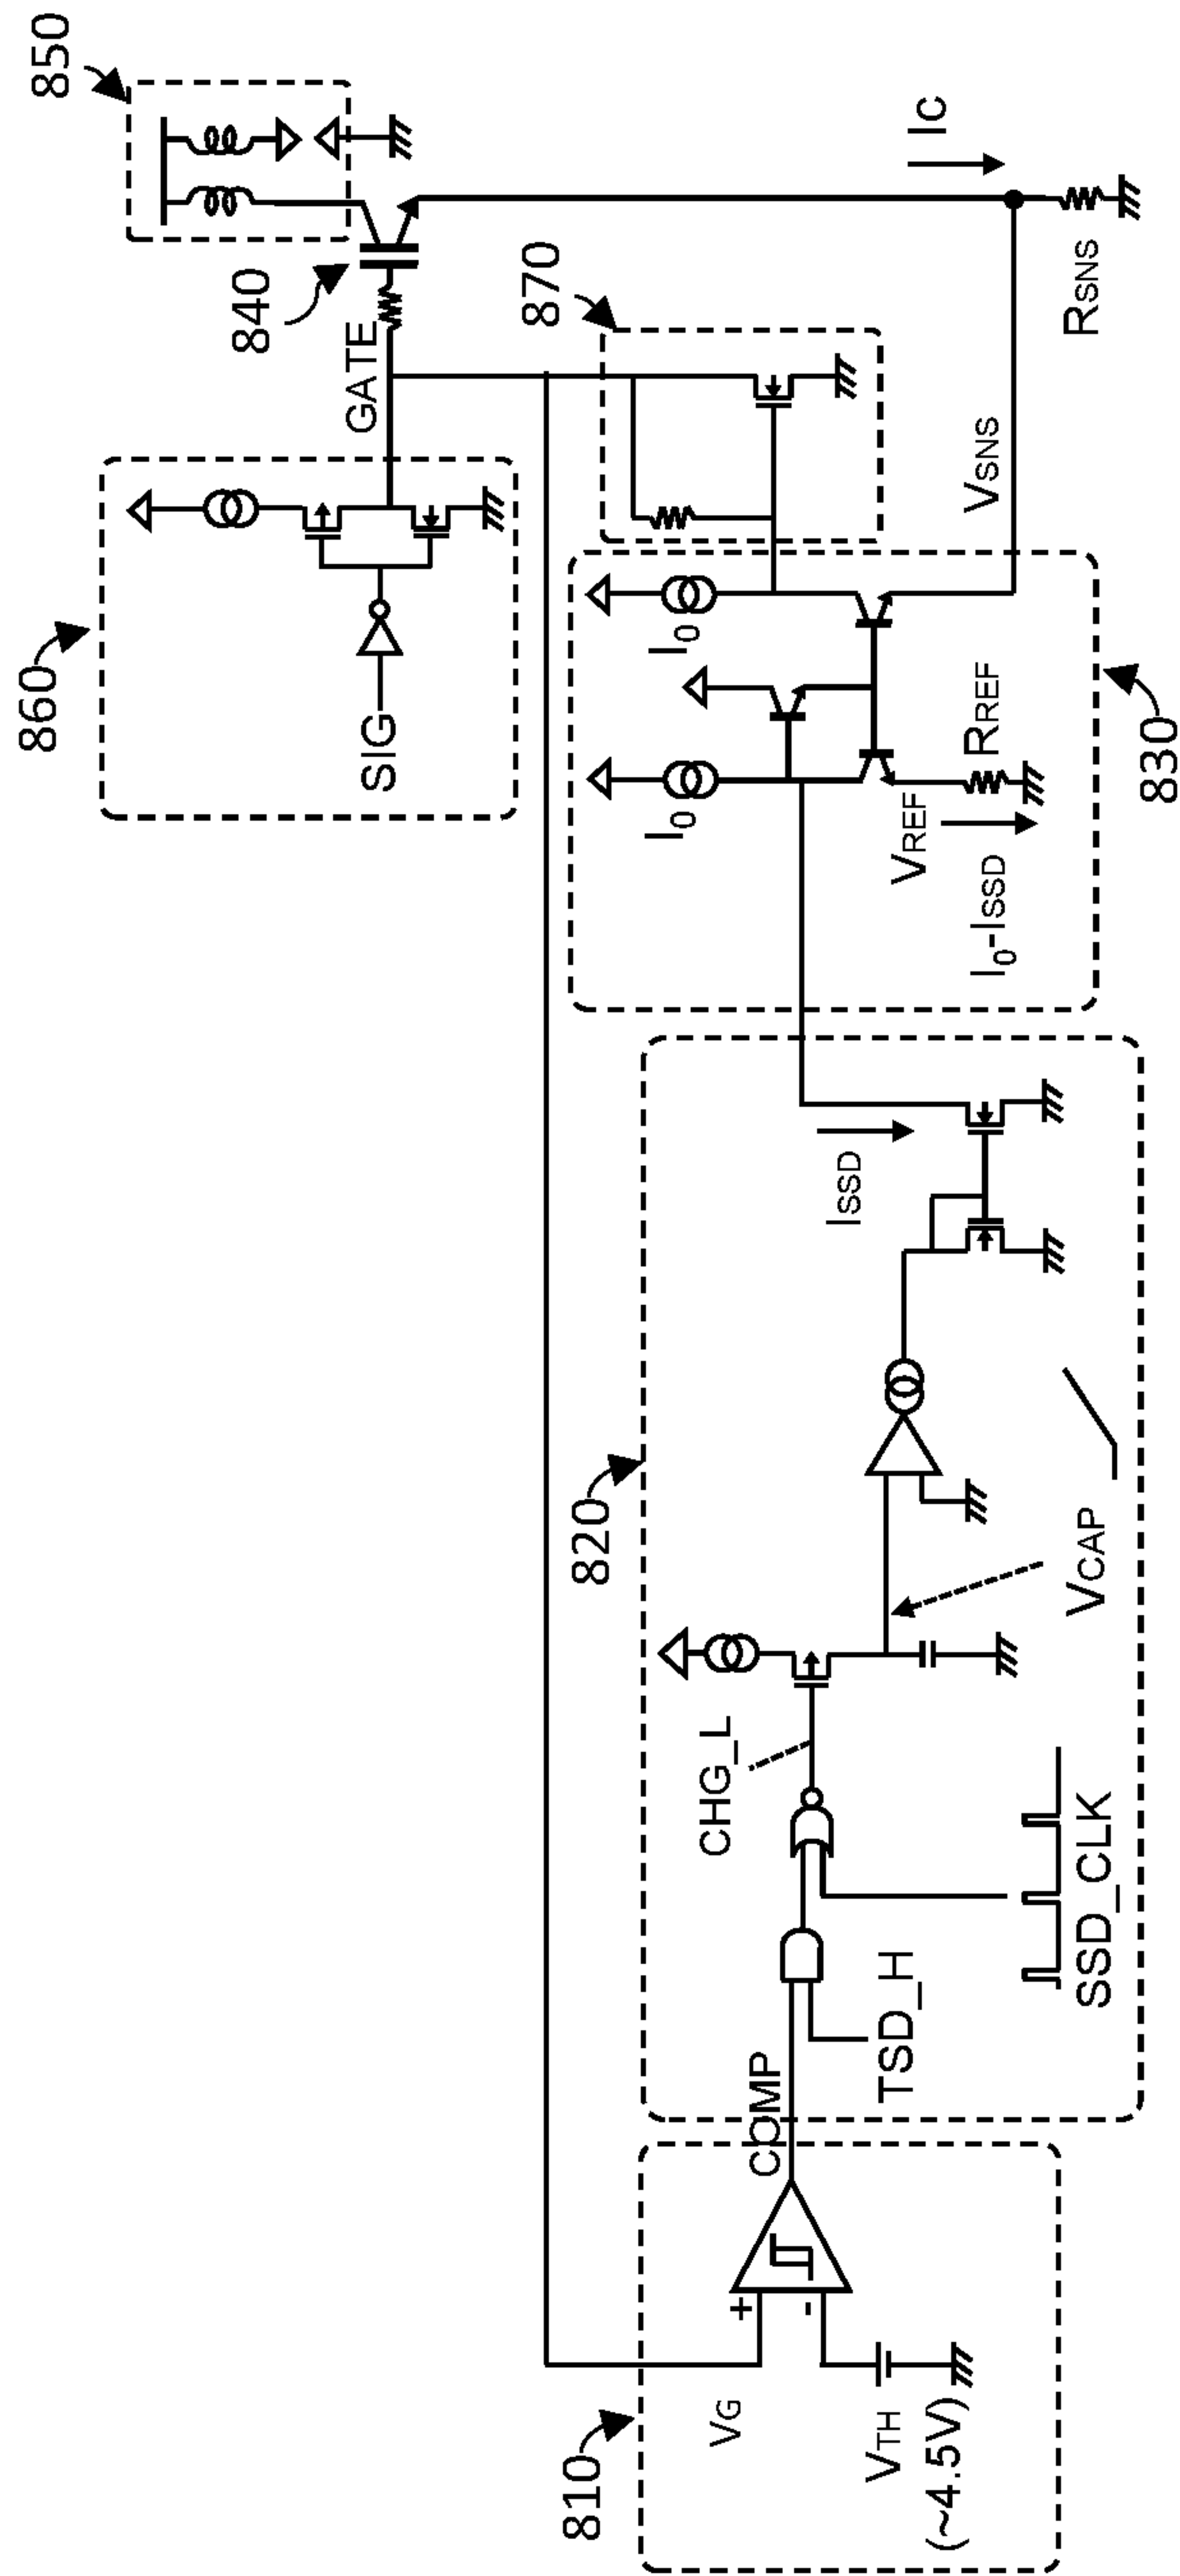 850
840
860
SIG
GATE
870
I0
I0
VREF
RREF
I0-ISSD
830
VSNS
RSNS
IC
820
ISSD
CHG_L
VCAP
TSD_H
SSD_CLK
810
COMP
VG
+
-
VTH
(~4.5V)